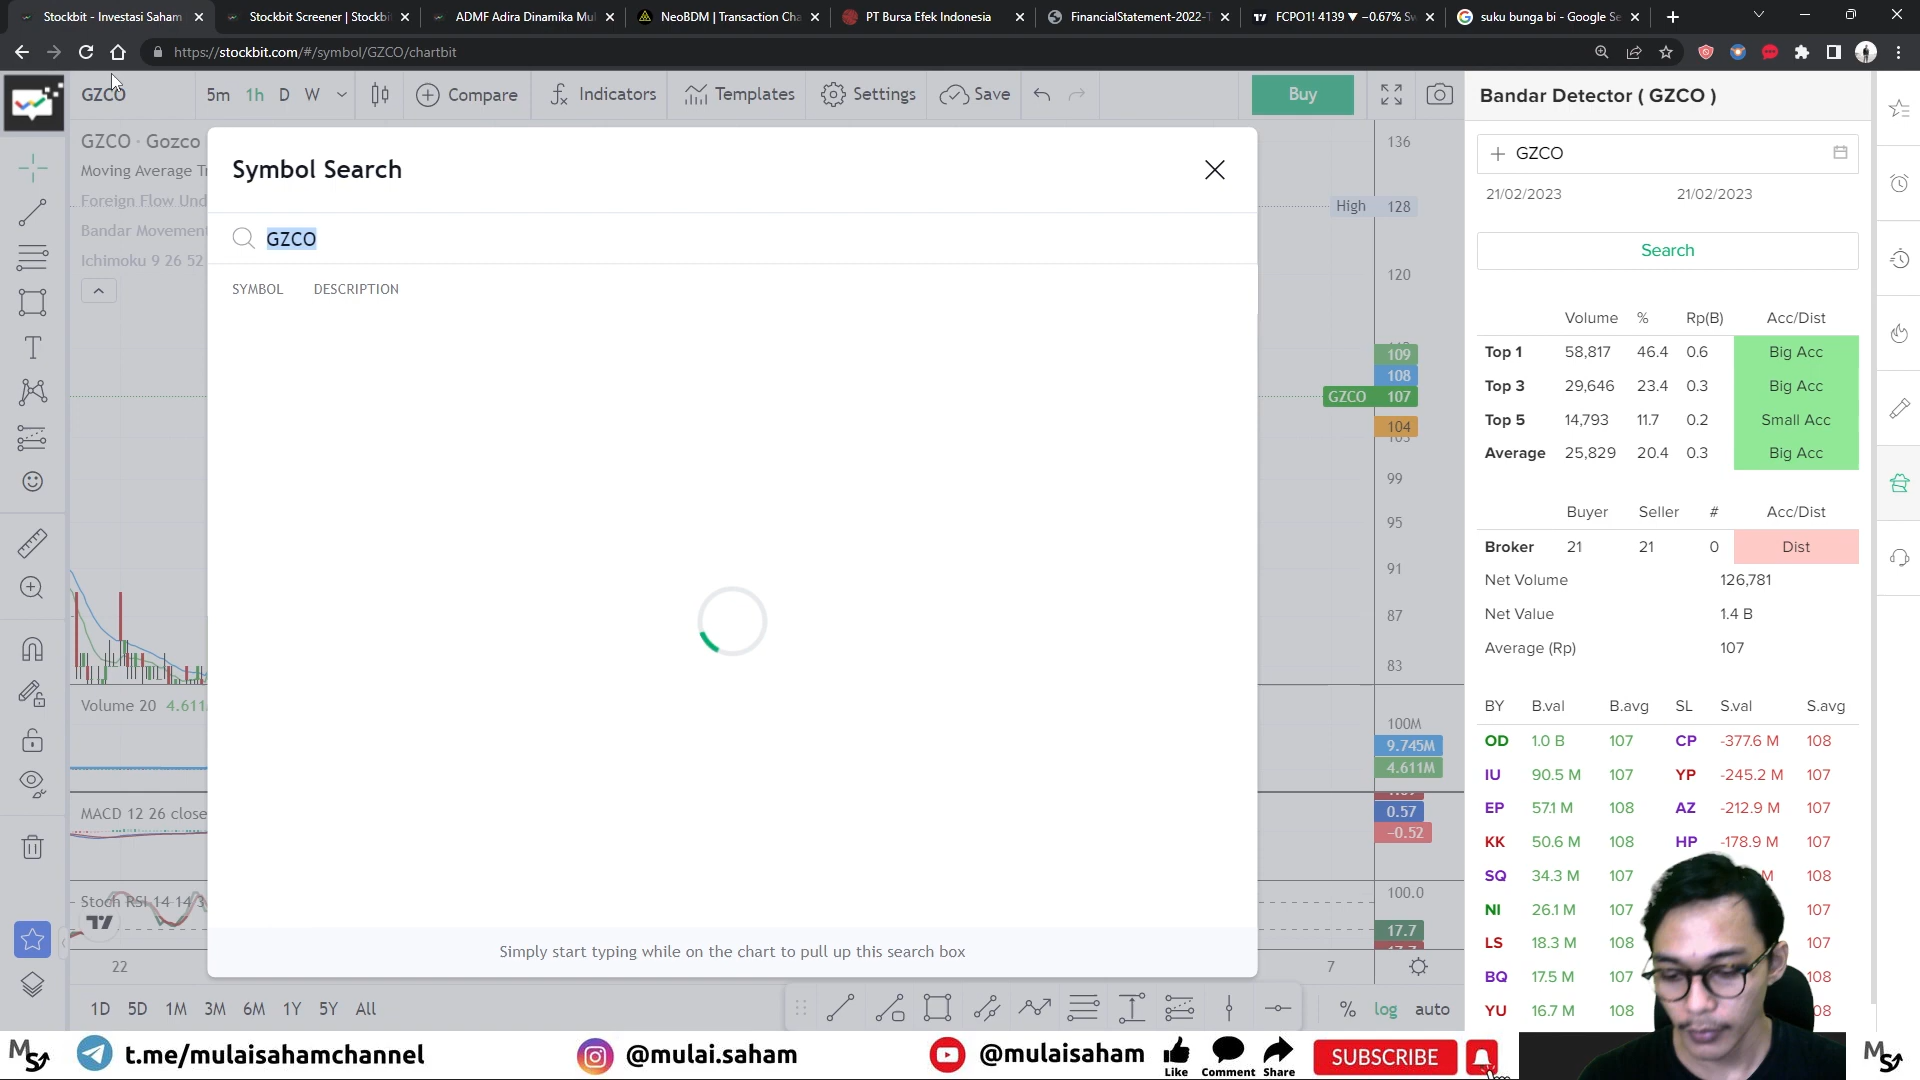 Stockbit - Investasi Saham
Stockbit Screener | Stockbi
ADMF Adira Dinamika Mul
NeoBDM | Transaction Cha
PT Bursa Efek Indonesia
FinancialStatement-2022-T
FCPO1! 4139 ▼ −0.67% Sw
suku bunga bi - Google Se
https://stockbit.com/#/symbol/GZCO/chartbit
GZCO
5m 1h D W
Compare
Indicators
Templates
Settings
Save
Buy
Bandar Detector ( GZCO )
GZCO · Gozco
Moving Average Tr
Foreign Flow Und
Bandar Movement
Ichimoku 9 26 52
Symbol Search
GZCO
SYMBOL DESCRIPTION
Simply start typing while on the chart to pull up this search box
136
High 128
120
109
108
GZCO 107
104
99
95
91
87
83
Volume 20 4.611
100M
9.745M
4.611M
MACD 12 26 close
0.57
−0.52
Stoch RSI 14 14 3
100.0
17.7
22
7
1D 5D 1M 3M 6M 1Y 5Y All
% log auto
GZCO
21/02/2023 21/02/2023
Search
Volume % Rp(B) Acc/Dist
Top 1 58,817 46.4 0.6 Big Acc
Top 3 29,646 23.4 0.3 Big Acc
Top 5 14,793 11.7 0.2 Small Acc
Average 25,829 20.4 0.3 Big Acc
Buyer Seller # Acc/Dist
Broker 21 21 0 Dist
Net Volume 126,781
Net Value 1.4 B
Average (Rp) 107
BY B.val B.avg SL S.val S.avg
OD 1.0 B 107 CP -377.6 M 108
IU 90.5 M 107 YP -245.2 M 107
EP 57.1 M 108 AZ -212.9 M 107
KK 50.6 M 108 HP -178.9 M 107
SQ 34.3 M 107 M 108
NI 26.1 M 107 107
LS 18.3 M 108 107
BQ 17.5 M 107 108
YU 16.7 M 108 08
t.me/mulaisahamchannel
@mulai.saham
@mulaisaham
Like
Comment
Share
SUBSCRIBE